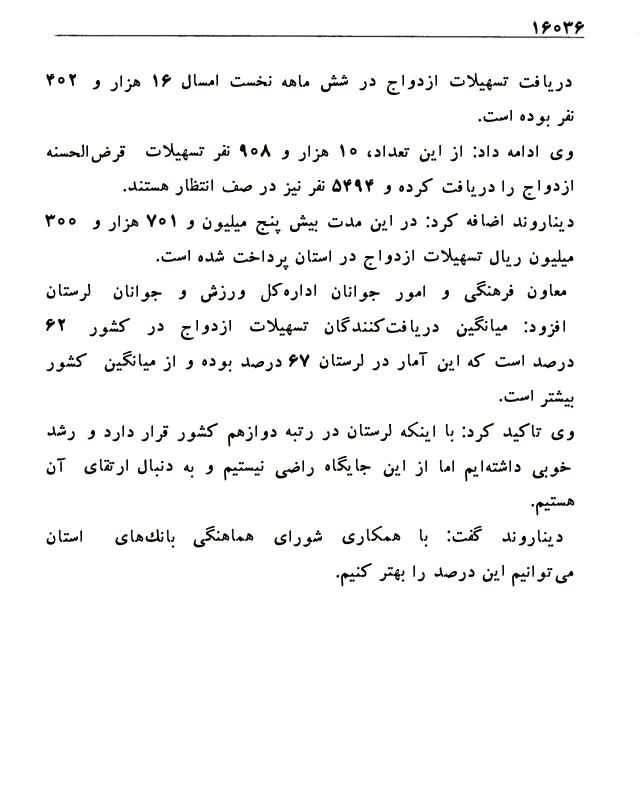 ۱۶۰۳۶
دریافت تسهیلات ازدواج در شش ماهه نخست امسال ۱۶ هزار و ۴۰۲
نفر بوده است.
وی ادامه داد: از این تعداد، ۱۰ هزار و ۹۰۸ نفر تسهیلات قرض‌الحسنه
ازدواج را دریافت کرده و ۵۴۹۴ نفر نیز در صف انتظار هستند.
دیناروند اضافه کرد: در این مدت بیش پنج میلیون و ۷۰۱ هزار و ۳۰۰
میلیون ریال تسهیلات ازدواج در استان پرداخت شده است.
معاون فرهنگی و امور جوانان اداره‌کل ورزش و جوانان لرستان
افزود: میانگین دریافت‌کنندگان تسهیلات ازدواج در کشور ۶۲
درصد است که این آمار در لرستان ۶۷ درصد بوده و از میانگین کشور
بیشتر است.
وی تاکید کرد: با اینکه لرستان در رتبه دوازهم کشور قرار دارد و رشد
خوبی داشته‌ایم اما از این جایگاه راضی نیستیم و به دنبال ارتقای آن
هستیم.
دیناروند گفت: با همکاری شورای هماهنگی بانك‌های استان
می‌توانیم این درصد را بهتر کنیم.